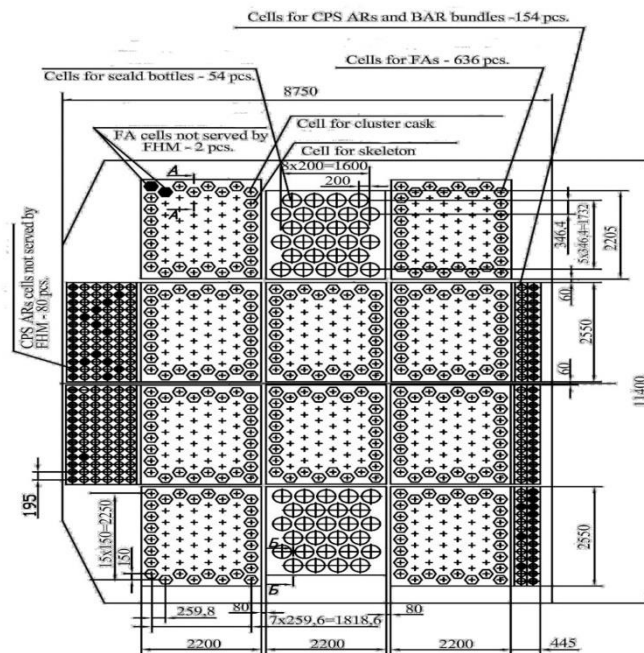 Cells for CPS ARs and BAR bundles -154 pcs.
Cells for seald bottles - 54 pcs.
Cells for FAs - 636 pcs.
8750
FA cells not served by
FHM - 2 pcs.
Cell for cluster cask
Cell for skeleton
8x200=1600
200
A
A
346,4
5x346,4=1732
2205
CPS ARs cells not served by
FHM - 80 pcs.
60
2550
60
11400
195
15x150=2250
150
Б
Б
2550
259,8
80
7x259,6=1818,6
80
2200
2200
2200
445